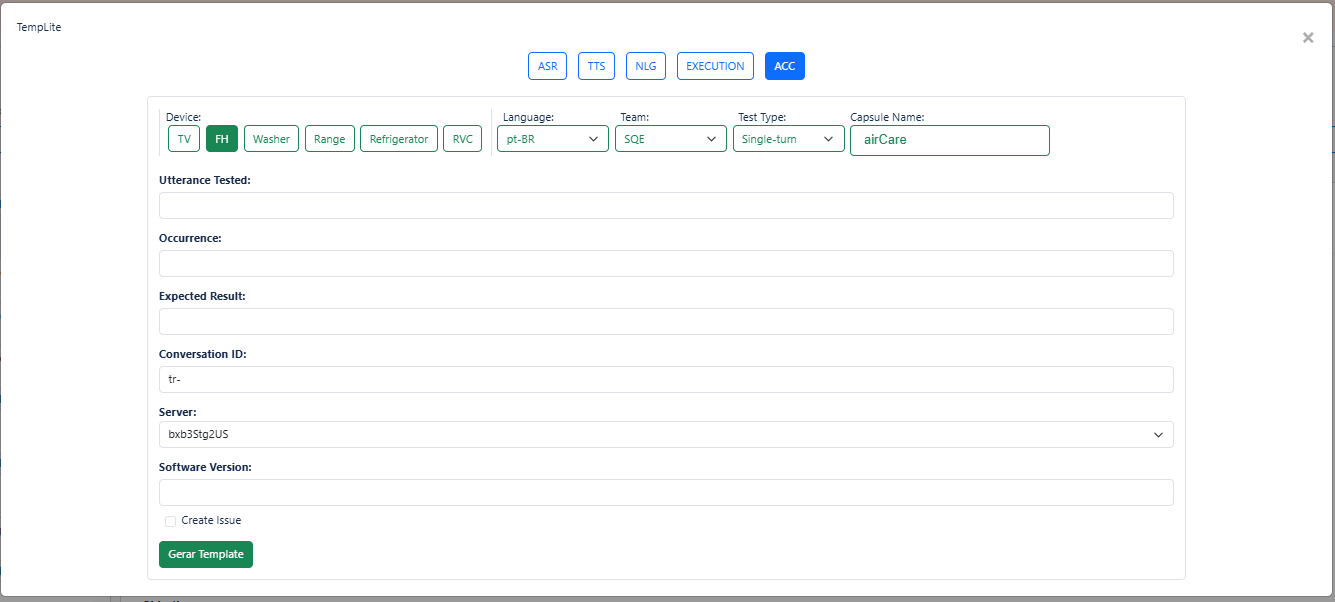 TempLite
×
ASR TTS NLG EXECUTION ACC
Device: Language: Team: Test Type: Capsule Name:
TV FH Washer Range Refrigerator RVC pt-BR SQE Single-turn airCare
Utterance Tested:
Occurrence:
Expected Result:
Conversation ID:
tr-
Server:
bxb3Stg2US
Software Version:
Create Issue
Gerar Template